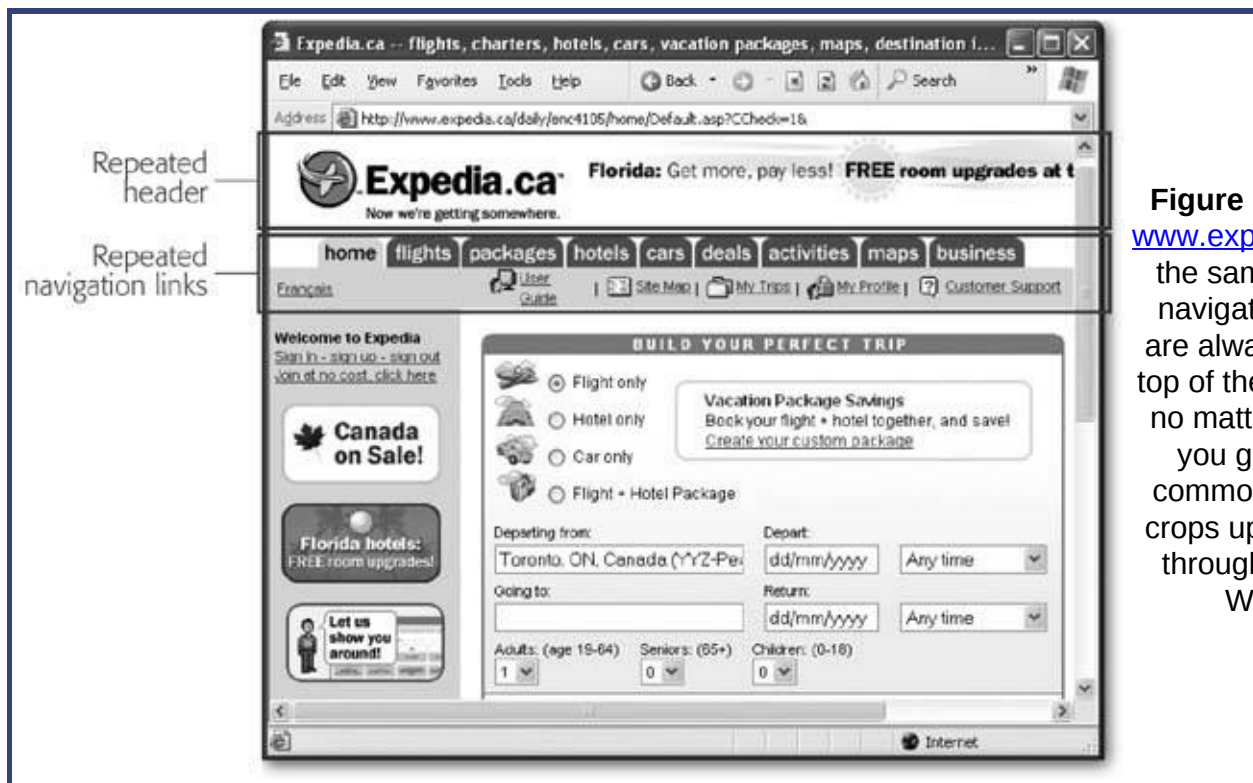 Expedia.ca -- flights, charters, hotels, cars, vacation packages, maps, destination i...
File Edit View Favorites Tools Help Back Search »
Address http://www.expedia.ca/daily/enc4105/home/Default.asp?CCheck=1&
Repeated
header
Expedia.ca
Now we're getting somewhere.
Florida: Get more, pay less! FREE room upgrades at t
Repeated
navigation links
home flights packages hotels cars deals activities maps business
Français User Guide | Site Map | My Trips | My Profile | ? Customer Support
Welcome to Expedia
Sign in - sign up - sign out
Join at no cost, click here
Canada
on Sale!
Florida hotels:
FREE room upgrades!
Let us
show you
around!
BUILD YOUR PERFECT TRIP
Flight only
Hotel only
Car only
Flight + Hotel Package
Vacation Package Savings
Book your flight + hotel together, and save!
Create your custom package
Departing from: Depart:
Toronto, ON, Canada (YYZ-Pea dd/mm/yyyy Any time
Going to: Return:
dd/mm/yyyy Any time
Adults: (age 19-64) Seniors: (65+) Children: (0-18)
1 0 0
Internet
Figure
www.exp
the sam
navigat
are alwa
top of the
no matt
you g
commo
crops up
through
W